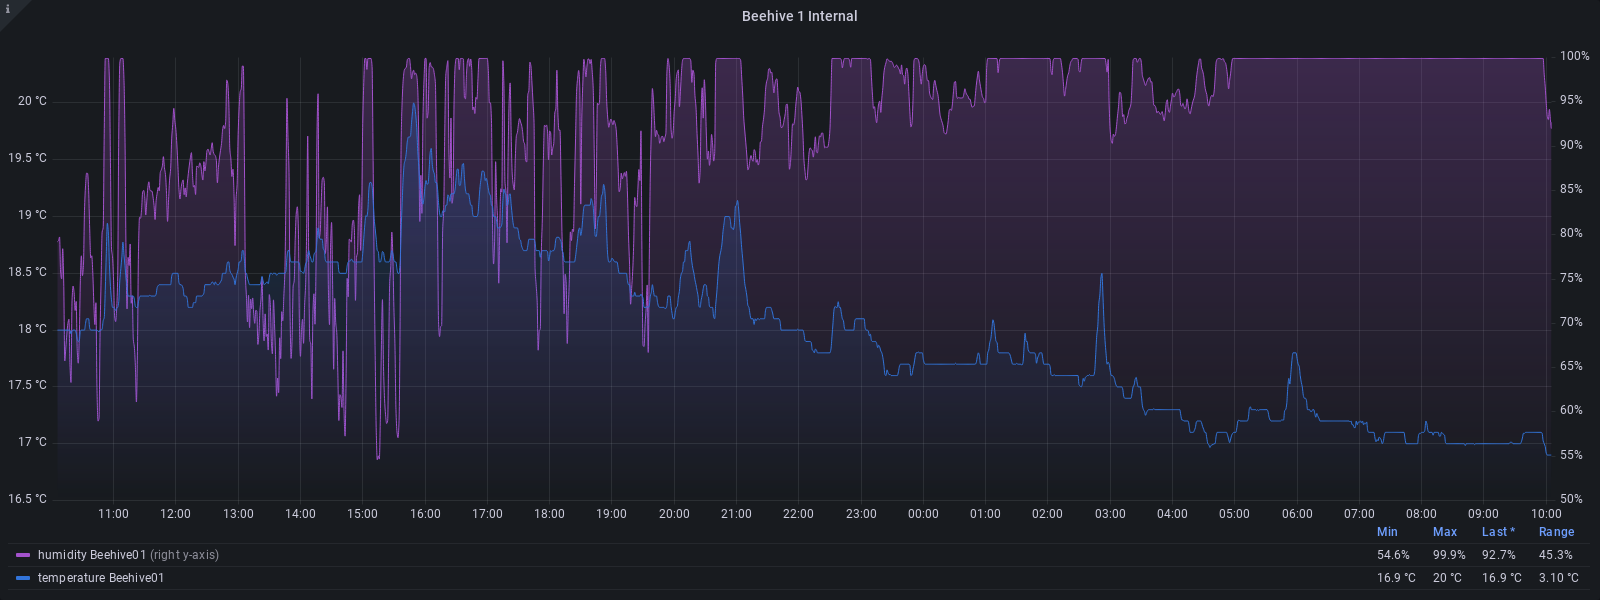 i
Beehive 1 Internal
20 °C
19.5 °C
19 °C
18.5 °C
18 °C
17.5 °C
17 °C
16.5 °C
100%
95%
90%
85%
80%
75%
70%
65%
60%
55%
50%
11:00 12:00 13:00 14:00 15:00 16:00 17:00 18:00 19:00 20:00 21:00 22:00 23:00 00:00 01:00 02:00 03:00 04:00 05:00 06:00 07:00 08:00 09:00 10:00
Min Max Last * Range
humidity Beehive01 (right y-axis) 54.6% 99.9% 92.7% 45.3%
temperature Beehive01 16.9 °C 20 °C 16.9 °C 3.10 °C